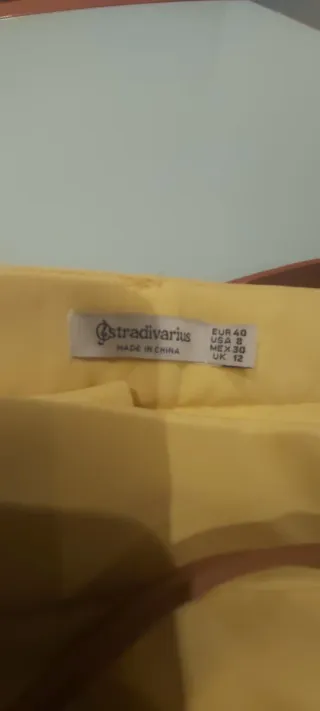 stradivarius
MADE IN CHINA
EUR 40
USA 8
MEX 30
UK 12